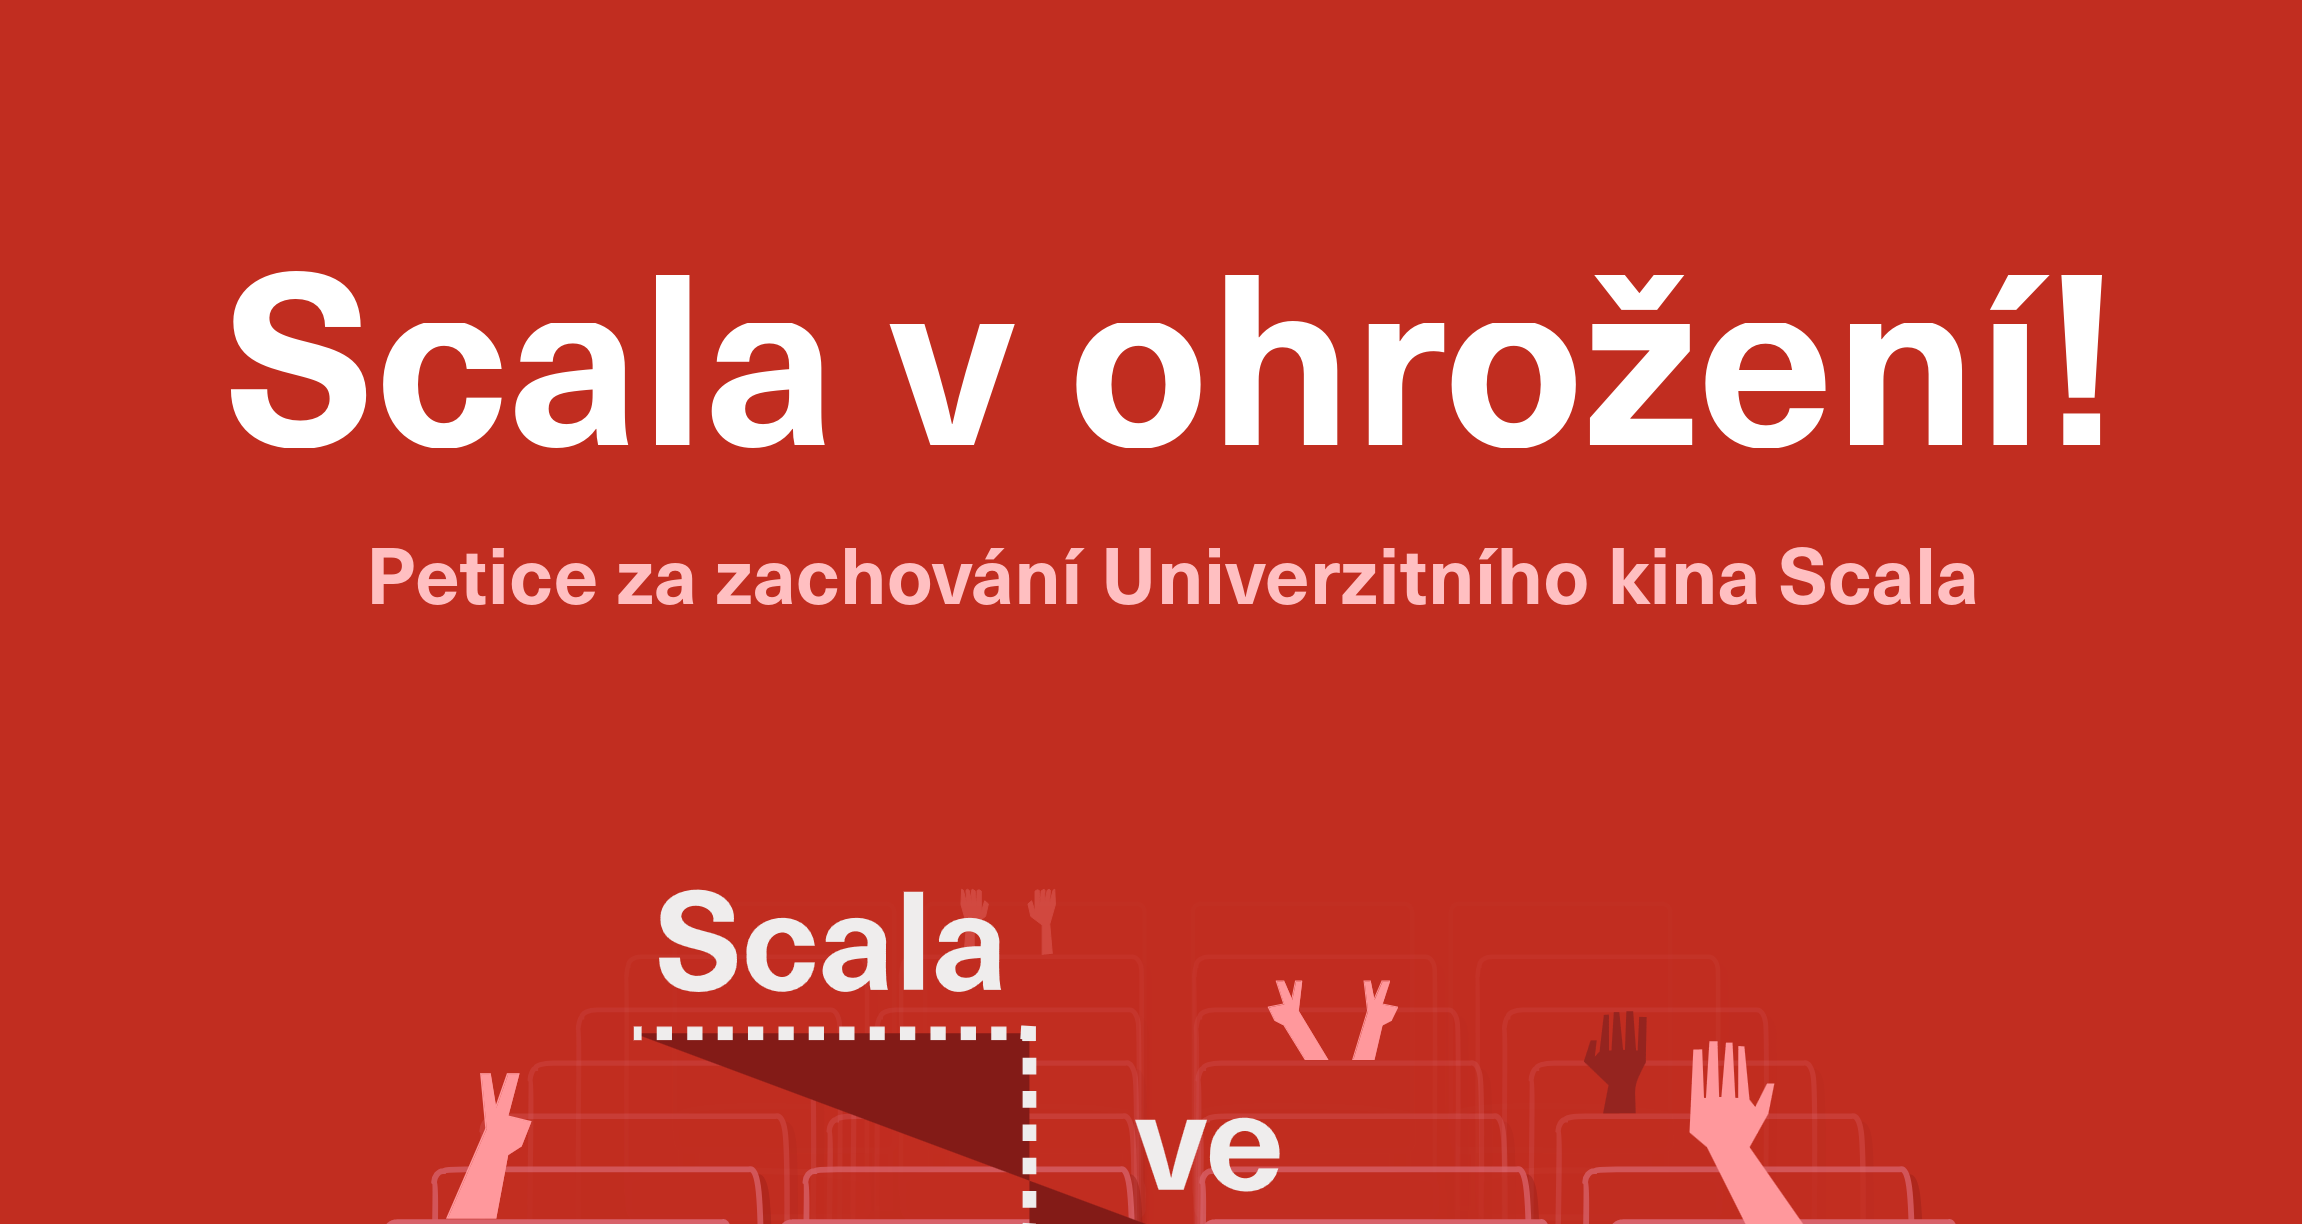 Scala v ohrožení!
Petice za zachování Univerzitního kina Scala
Scala
ve